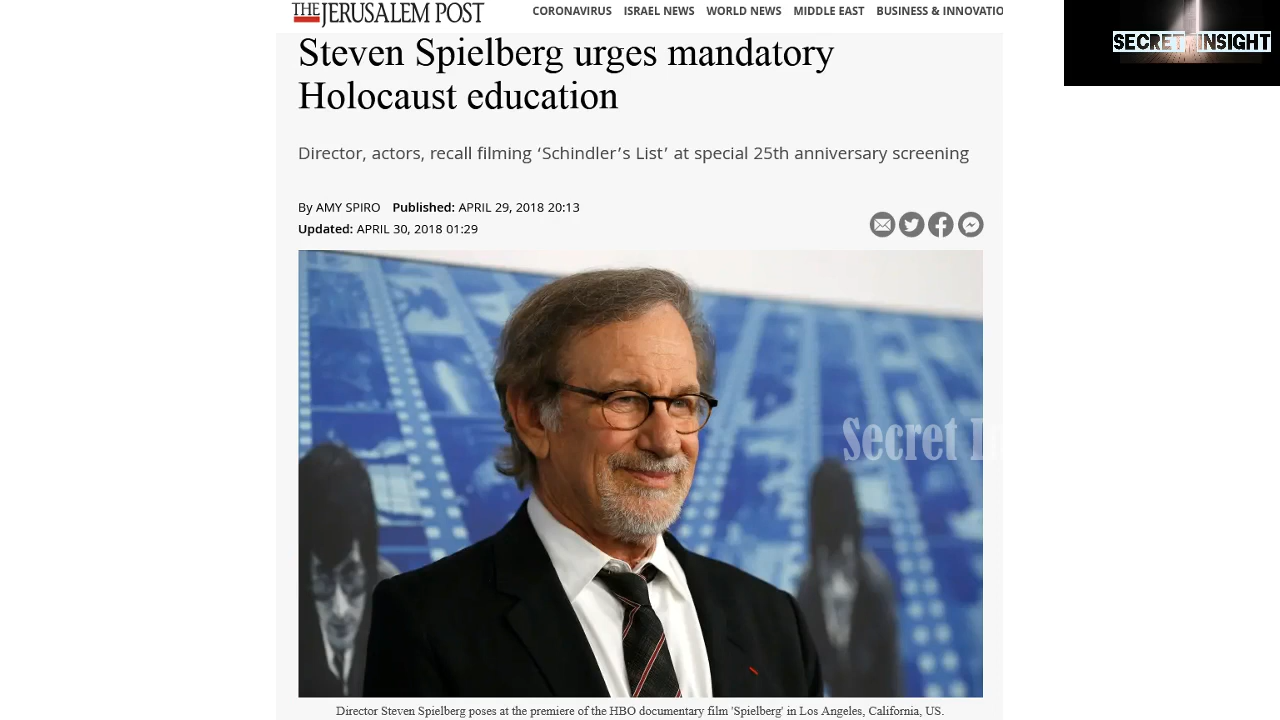 THE JERUSALEM POST
CORONAVIRUS ISRAEL NEWS WORLD NEWS MIDDLE EAST BUSINESS & INNOVATIO
SECRET INSIGHT
Steven Spielberg urges mandatory
Holocaust education
Director, actors, recall filming ‘Schindler’s List’ at special 25th anniversary screening
By AMY SPIRO Published: APRIL 29, 2018 20:13
Updated: APRIL 30, 2018 01:29
Secret I
Director Steven Spielberg poses at the premiere of the HBO documentary film 'Spielberg' in Los Angeles, California, US.